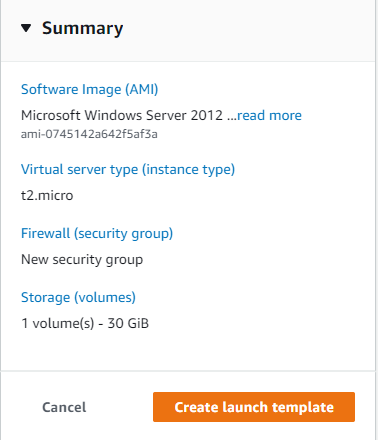 Summary
Software Image (AMI)
Microsoft Windows Server 2012 ...read more
ami-0745142a642f5af3a
Virtual server type (instance type)
t2.micro
Firewall (security group)
New security group
Storage (volumes)
1 volume(s) - 30 GiB
Cancel
Create launch template